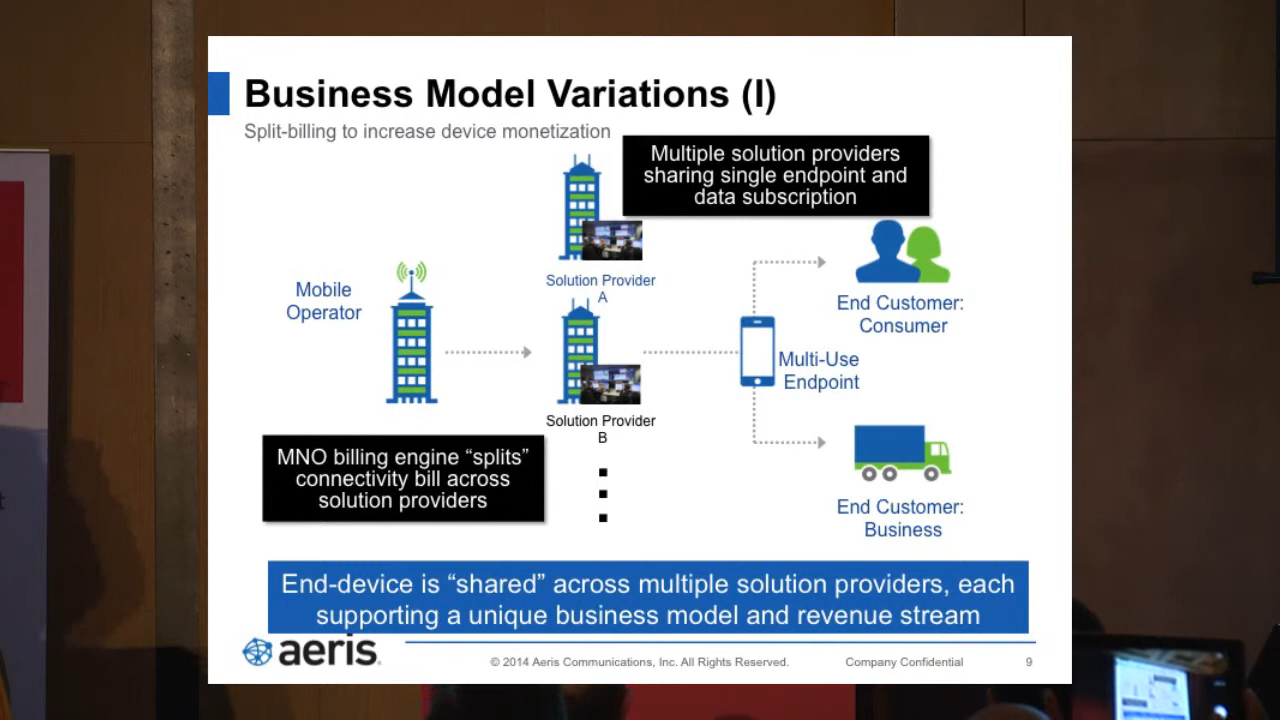 Business Model Variations (I)
Split-billing to increase device monetization
Multiple solution providers
sharing single endpoint and
data subscription
Mobile
Operator
Solution Provider
A
Solution Provider
B
Multi-Use
Endpoint
End Customer:
Consumer
End Customer:
Business
MNO billing engine “splits”
connectivity bill across
solution providers
End-device is “shared” across multiple solution providers, each
supporting a unique business model and revenue stream
aeris
© 2014 Aeris Communications, Inc. All Rights Reserved.
Company Confidential
9